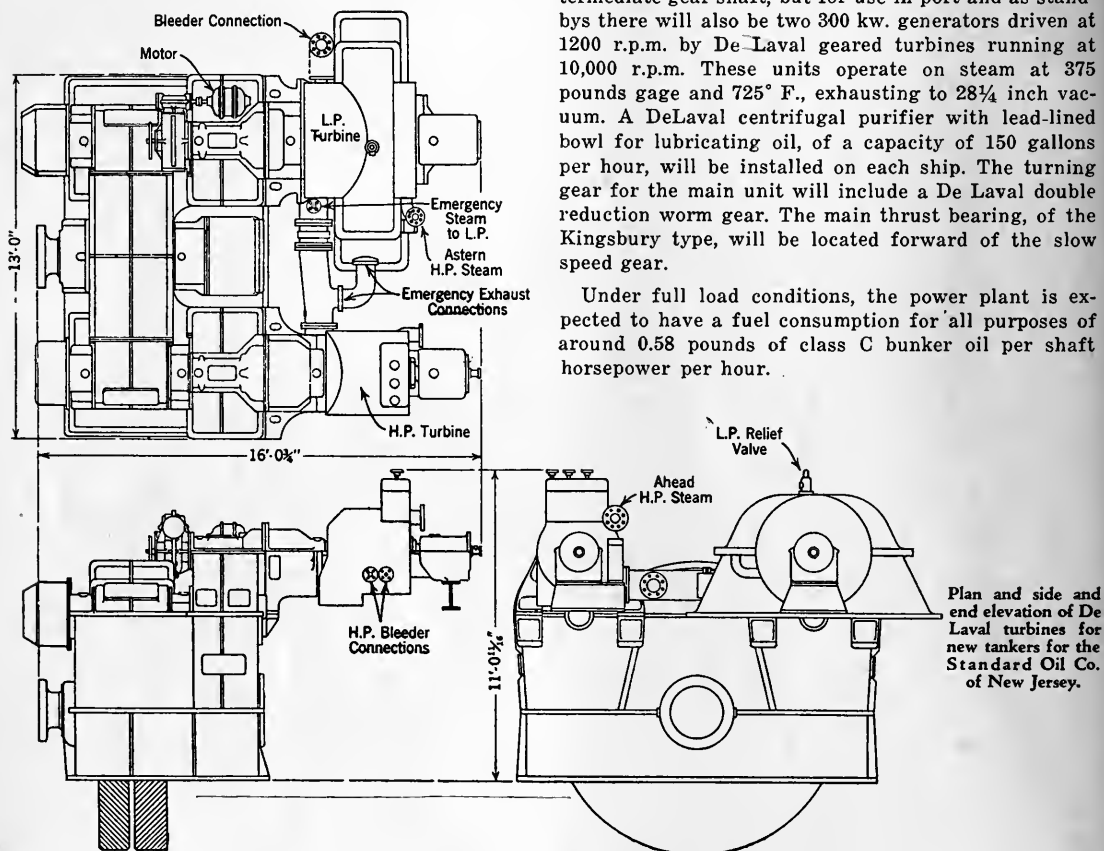 termediate gear shaft, but for use in port and as stand-
bys there will also be two 300 kw. generators driven at
1200 r.p.m. by De Laval geared turbines running at
10,000 r.p.m. These units operate on steam at 375
pounds gage and 725° F., exhausting to 28¼ inch vac-
uum. A DeLaval centrifugal purifier with lead-lined
bowl for lubricating oil, of a capacity of 150 gallons
per hour, will be installed on each ship. The turning
gear for the main unit will include a De Laval double
reduction worm gear. The main thrust bearing, of the
Kingsbury type, will be located forward of the slow
speed gear.
Under full load conditions, the power plant is ex-
pected to have a fuel consumption for all purposes of
around 0.58 pounds of class C bunker oil per shaft
horsepower per hour.
Bleeder Connection
Motor
L.P.
Turbine
13'-0"
Emergency
Steam
to L.P.
Astern
H.P. Steam
Emergency Exhaust
Connections
H.P. Turbine
16'-0¾"
L.P. Relief
Valve
Ahead
H.P. Steam
H.P. Bleeder
Connections
11'-0 11/16"
Plan and side and
end elevation of De
Laval turbines for
new tankers for the
Standard Oil Co.
of New Jersey.